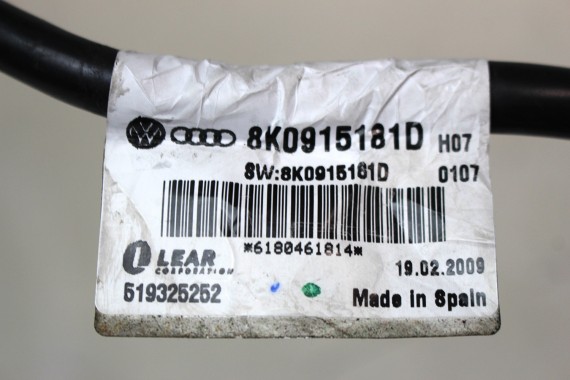 8K0915181D H07
SW:8K0915181D 0107
*6180461814*
LEAR
CORPORATION
19.02.2009
519325252
Made in Spain